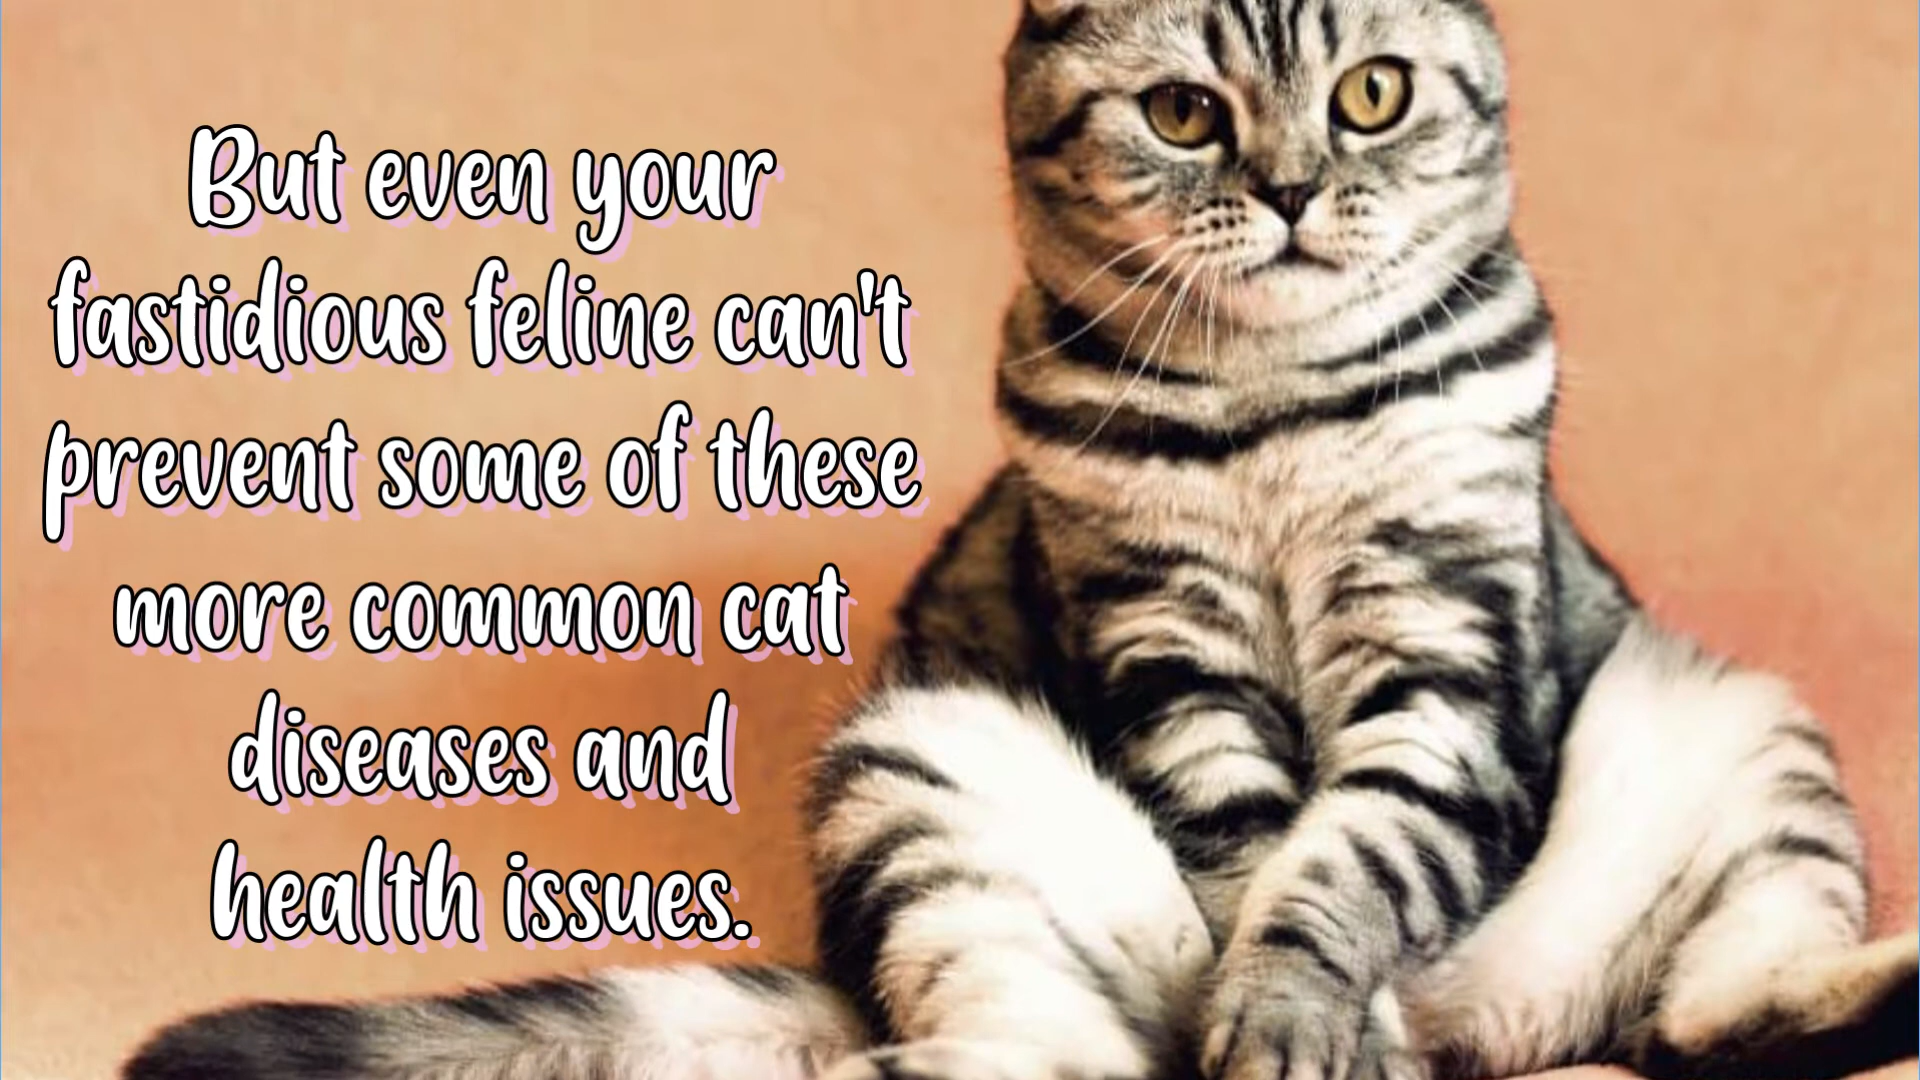 But even your
fastidious feline can't
prevent some of these
more common cat
diseases and
health issues.